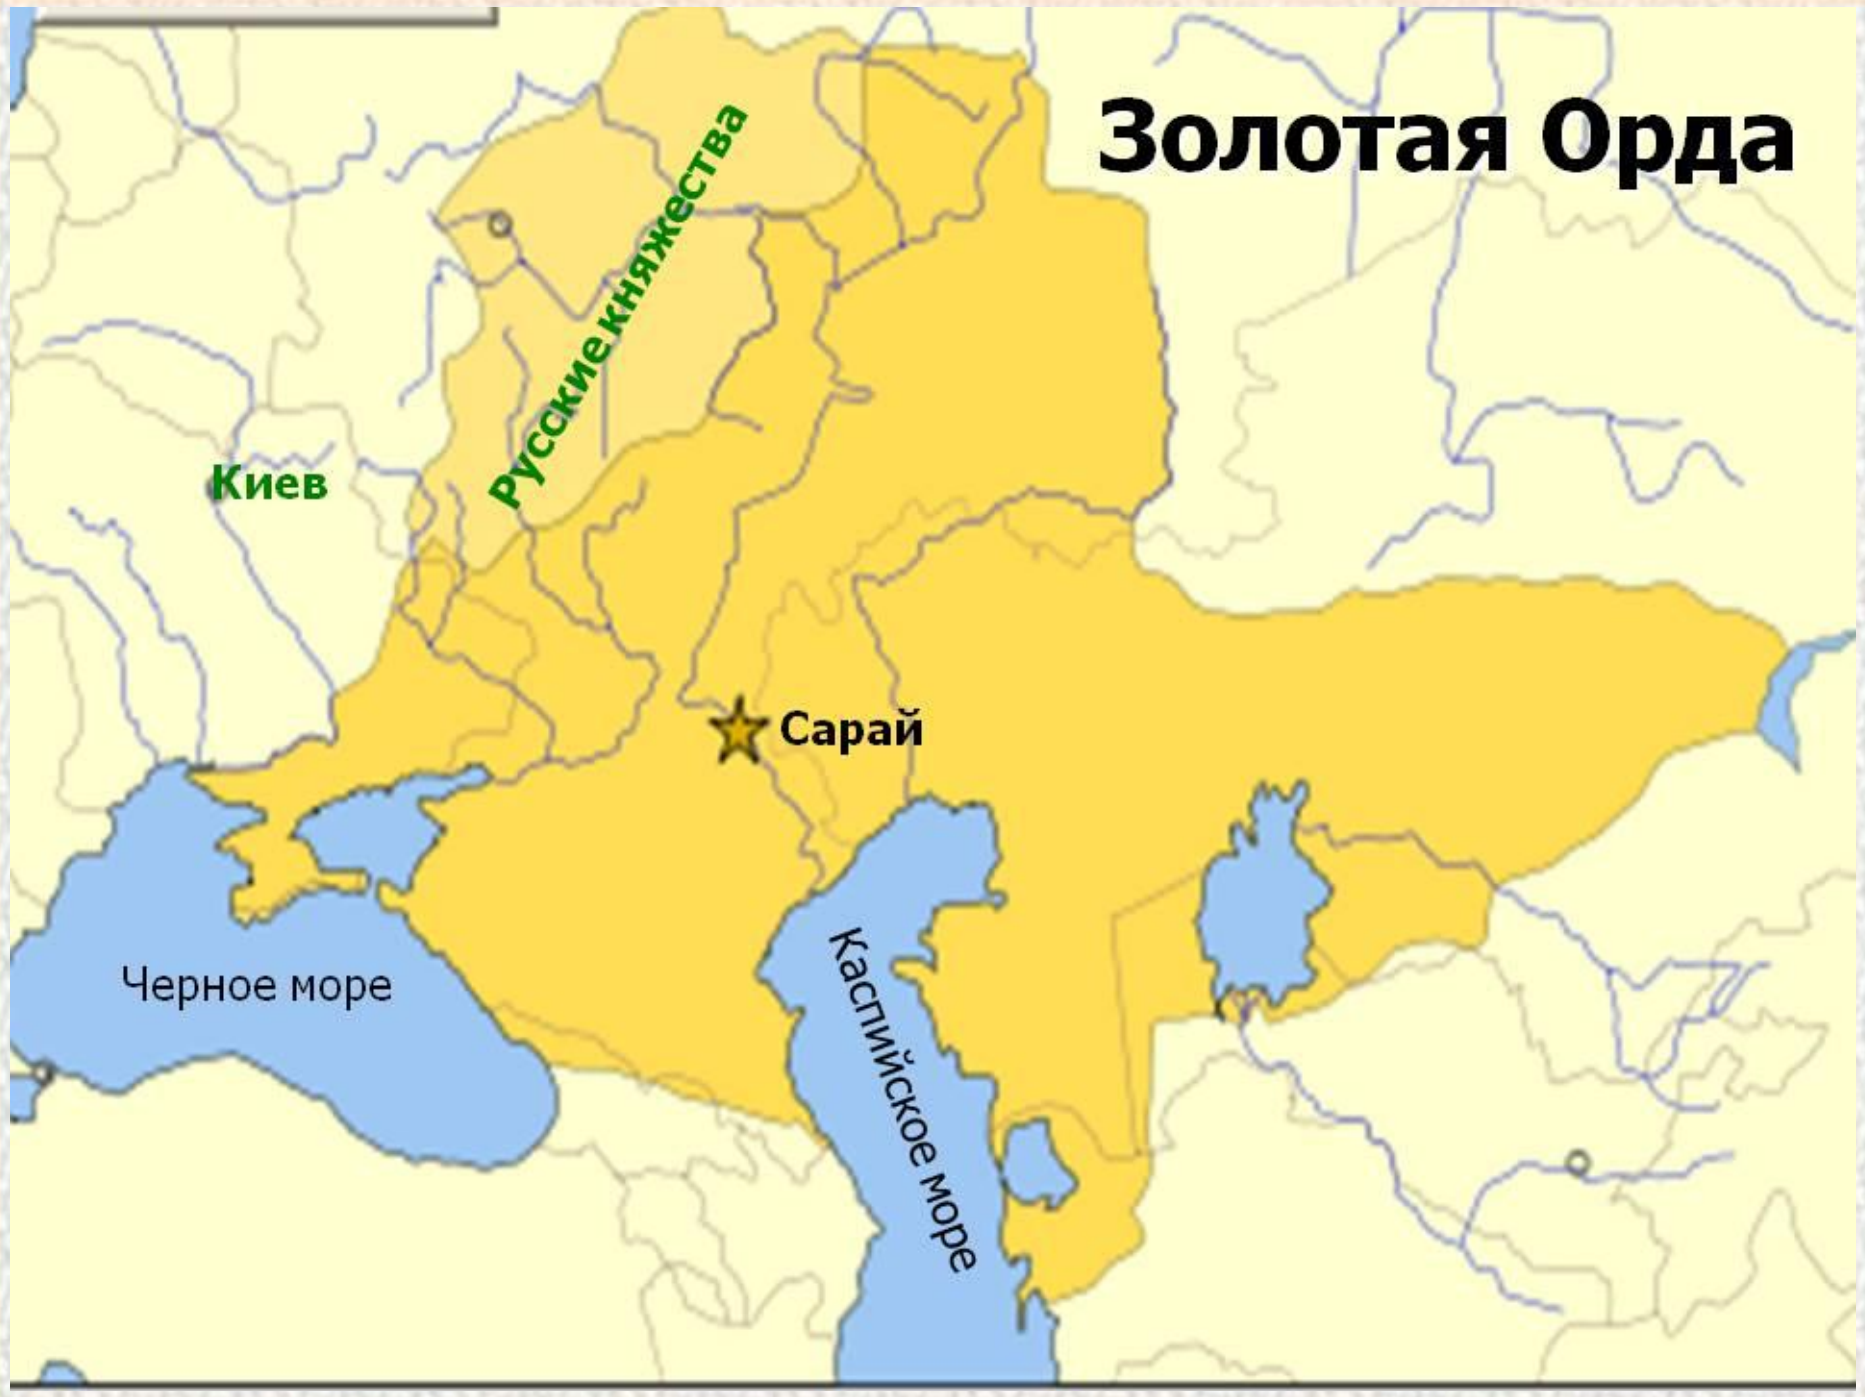 Золотая Орда
Русские княжества
Киев
Сарай
Черное море
Каспийское море